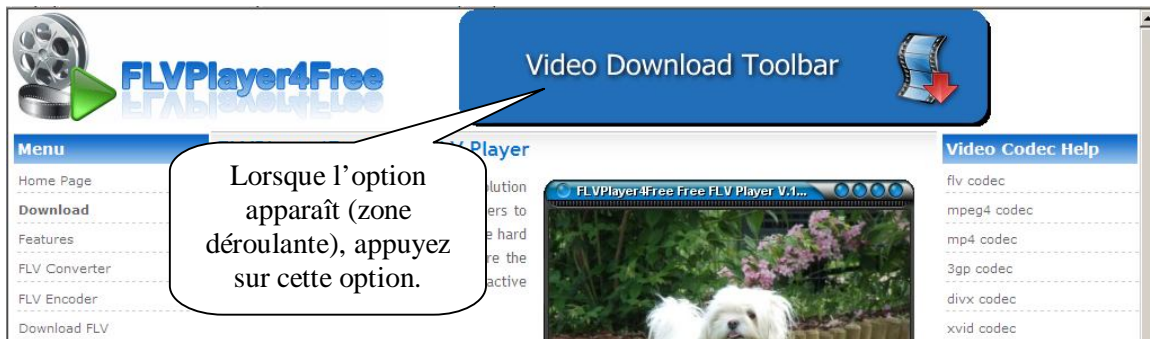 FLVPlayer4Free
Video Download Toolbar
Menu
Home Page
Download
Features
FLV Converter
FLV Encoder
Download FLV
Lorsque l’option
apparaît (zone
déroulante), appuyez
sur cette option.
Player
ers to
hard
re the
active
FLVPlayer4Free Free FLV Player V.1...
Video Codec Help
flv codec
mpeg4 codec
mp4 codec
3gp codec
divx codec
xvid codec